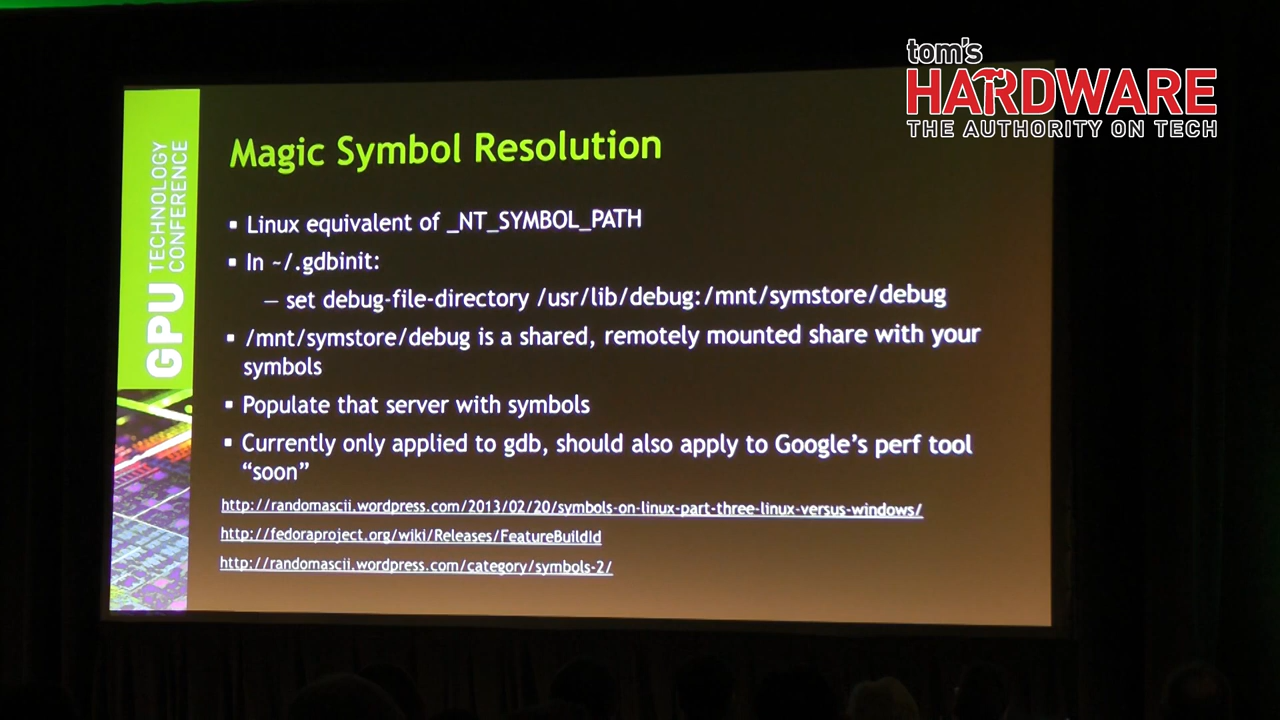 tom's
HARDWARE
THE AUTHORITY ON TECH
GPU TECHNOLOGY
CONFERENCE
Magic Symbol Resolution
▪ Linux equivalent of _NT_SYMBOL_PATH
▪ In ~/.gdbinit:
– set debug-file-directory /usr/lib/debug:/mnt/symstore/debug
▪ /mnt/symstore/debug is a shared, remotely mounted share with your
symbols
▪ Populate that server with symbols
▪ Currently only applied to gdb, should also apply to Google's perf tool
"soon"
http://randomascii.wordpress.com/2013/02/20/symbols-on-linux-part-three-linux-versus-windows/
http://fedoraproject.org/wiki/Releases/FeatureBuildId
http://randomascii.wordpress.com/category/symbols-2/